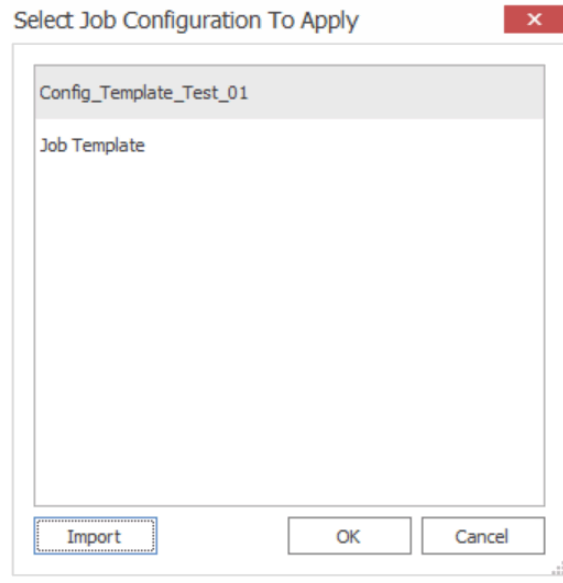 Select Job Configuration To Apply
Config_Template_Test_01
Job Template
Import OK Cancel